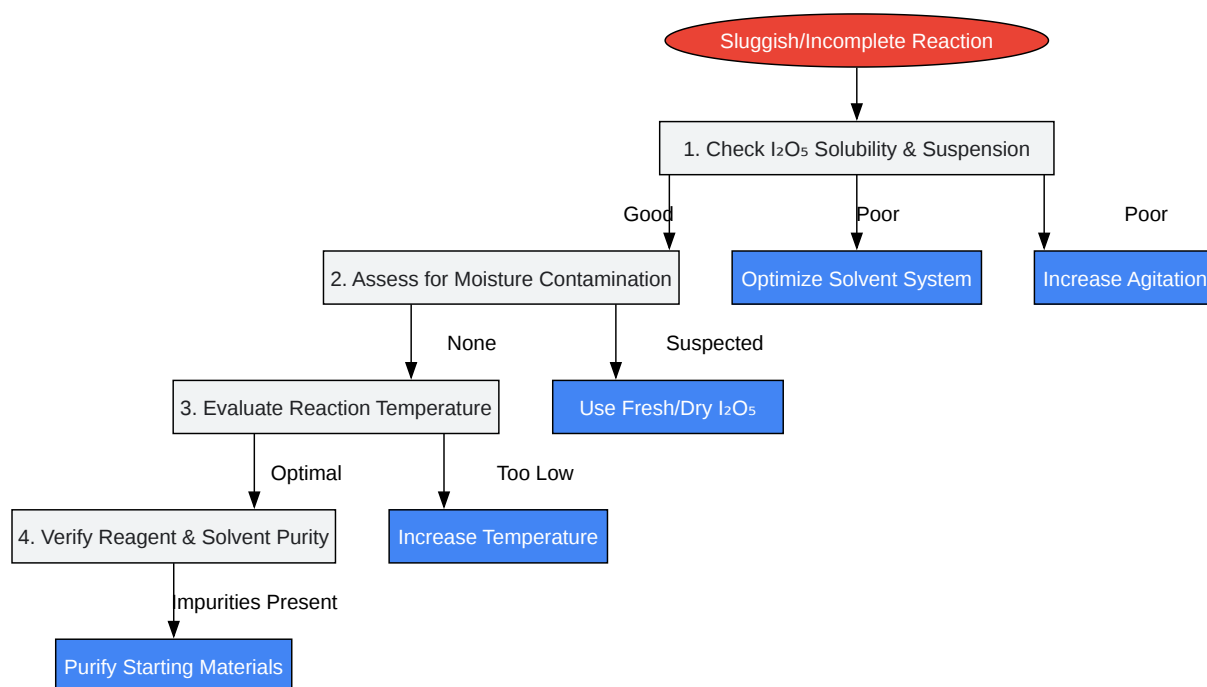 Sluggish/Incomplete Reaction
1. Check I₂O₅ Solubility & Suspension
Good
Poor
Poor
2. Assess for Moisture Contamination
Optimize Solvent System
Increase Agitation
None
Suspected
3. Evaluate Reaction Temperature
Use Fresh/Dry I₂O₅
Optimal
Too Low
4. Verify Reagent & Solvent Purity
Increase Temperature
Impurities Present
Purify Starting Materials